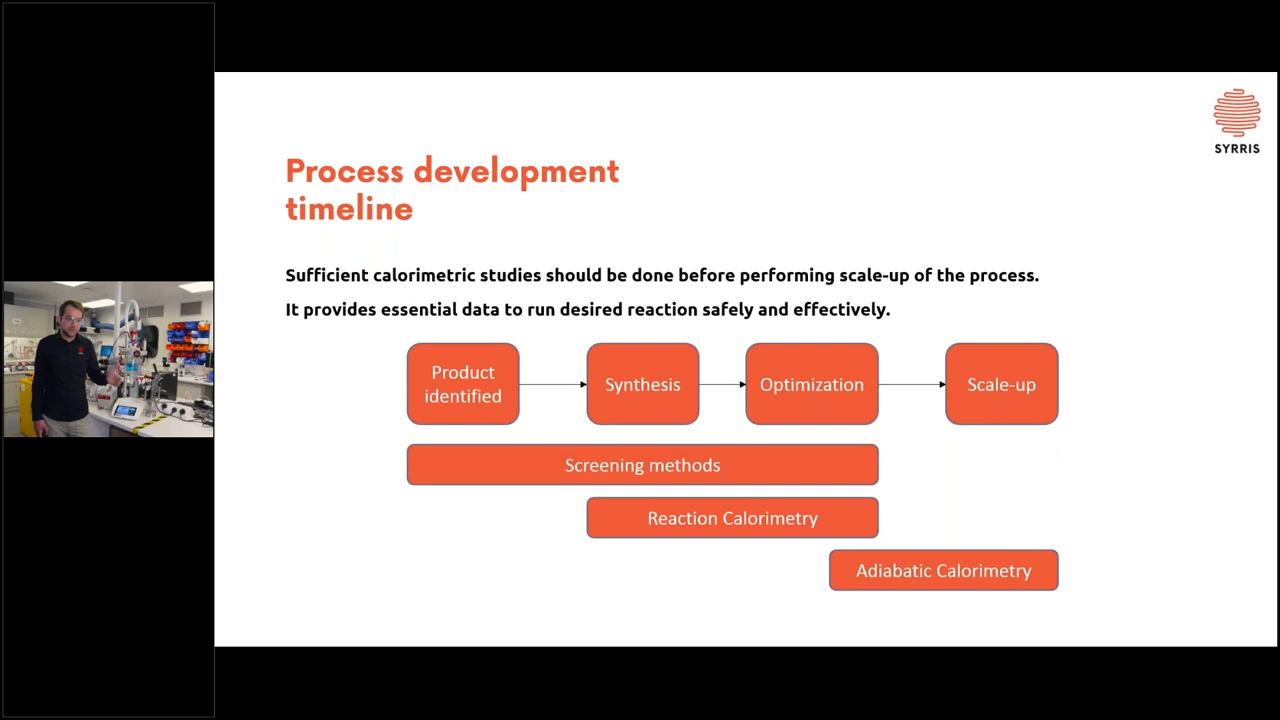 SYRRIS
Process development
timeline
Sufficient calorimetric studies should be done before performing scale-up of the process.
It provides essential data to run desired reaction safely and effectively.
Product
identified
Synthesis
Optimization
Scale-up
Screening methods
Reaction Calorimetry
Adiabatic Calorimetry